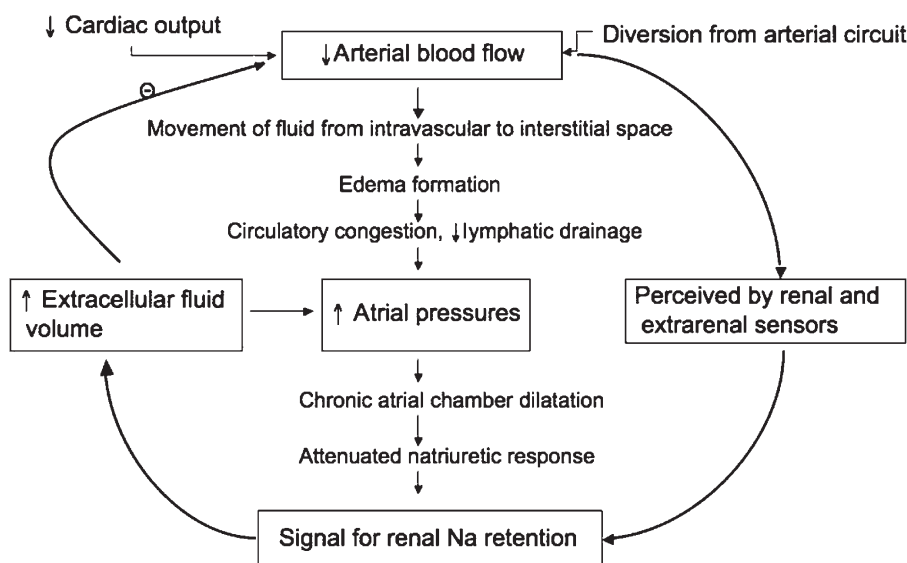 ↓ Cardiac output
Diversion from arterial circuit
↓Arterial blood flow
⊖
Movement of fluid from intravascular to interstitial space
Edema formation
Circulatory congestion, ↓lymphatic drainage
↑ Extracellular fluid
volume
↑ Atrial pressures
Perceived by renal and
extrarenal sensors
Chronic atrial chamber dilatation
Attenuated natriuretic response
Signal for renal Na retention